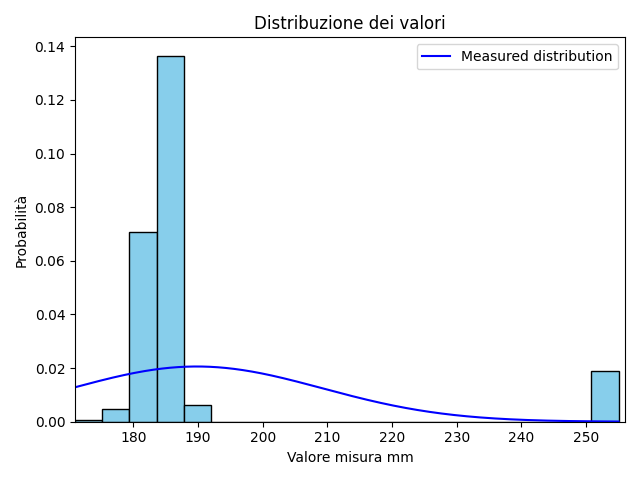 Distribuzione dei valori
Measured distribution
0.14
0.12
0.10
0.08
0.06
0.04
0.02
0.00
Probabilità
180 190 200 210 220 230 240 250
Valore misura mm